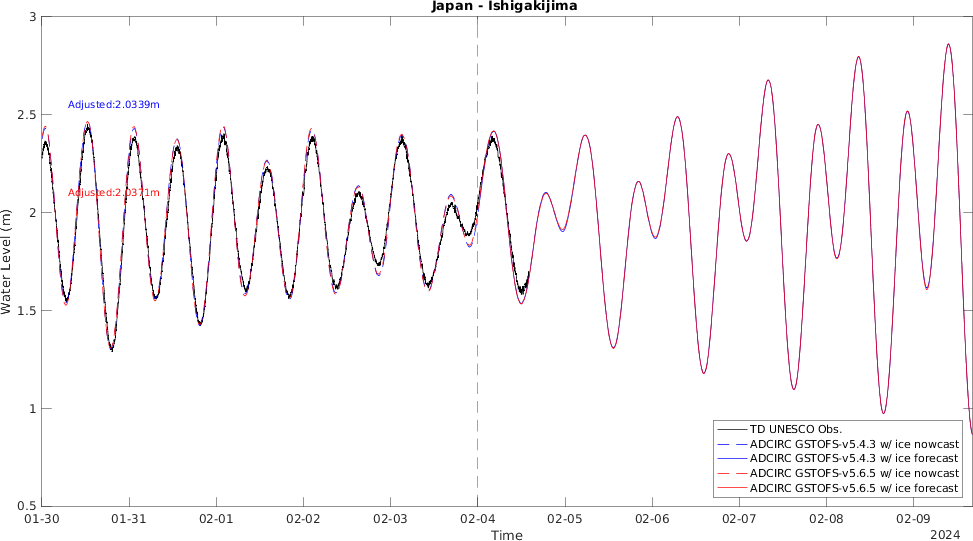 Japan - Ishigakijima
3
2.5
2
1.5
1
0.5
Water Level (m)
Adjusted:2.0339m
Adjusted:2.0371m
TD UNESCO Obs.
ADCIRC GSTOFS-v5.4.3 w/ ice nowcast
ADCIRC GSTOFS-v5.4.3 w/ ice forecast
ADCIRC GSTOFS-v5.6.5 w/ ice nowcast
ADCIRC GSTOFS-v5.6.5 w/ ice forecast
01-30 01-31 02-01 02-02 02-03 02-04 02-05 02-06 02-07 02-08 02-09
Time
2024